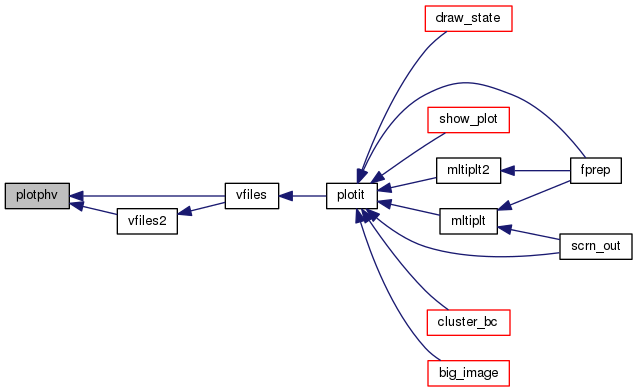 draw_state
show_plot
mltiplt2
fprep
plotphv
vfiles
plotit
vfiles2
mltiplt
scrn_out
cluster_bc
big_image